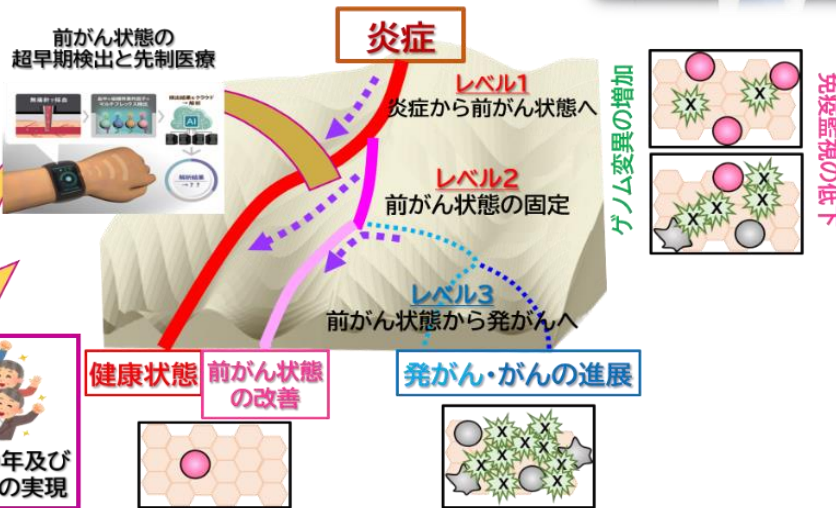 前がん状態の
超早期検出と先制医療
AI
炎症
レベル1
炎症から前がん状態へ
レベル2
前がん状態の固定
レベル3
前がん状態から発がんへ
ゲノム変異の増加
免疫監視の低下
X
X
X
X
X
X
X
健康状態
前がん状態
の改善
発がん・がんの進展
年及び
の実現
X
X
X
X
X
X
X
X
X